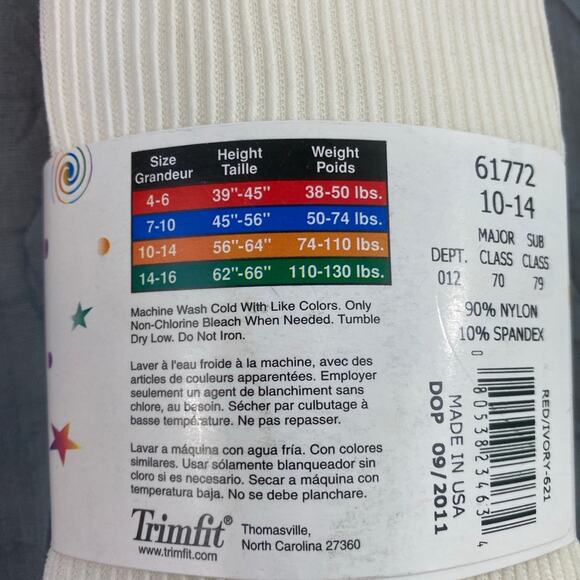 Size Height Weight
Grandeur Taille Poids
4-6 39"-45" 38-50 lbs.
7-10 45"-56" 50-74 lbs.
10-14 56"-64" 74-110 lbs.
14-16 62"-66" 110-130 lbs.
Machine Wash Cold With Like Colors. Only
Non-Chlorine Bleach When Needed. Tumble
Dry Low. Do Not Iron.
Laver à l'eau froide à la machine, avec des
articles de couleurs apparentées. Employer
seulement un agent de blanchiment sans
chlore, au besoin. Sécher par culbutage à
basse température. Ne pas repasser.
Lavar a máquina con agua fría. Con colores
similares. Usar sólamente blanqueador sin
cloro si es necesario. Secar a máquina con
temperatura baja. No se debe planchare.
Trimfit®
www.trimfit.com
Thomasville,
North Carolina 27360
61772
10-14
MAJOR SUB
DEPT. CLASS CLASS
012 70 79
90% NYLON
10% SPANDEX
0 80538 23463 4
RED/IVORY-621
MADE IN USA
DOP 09/2011